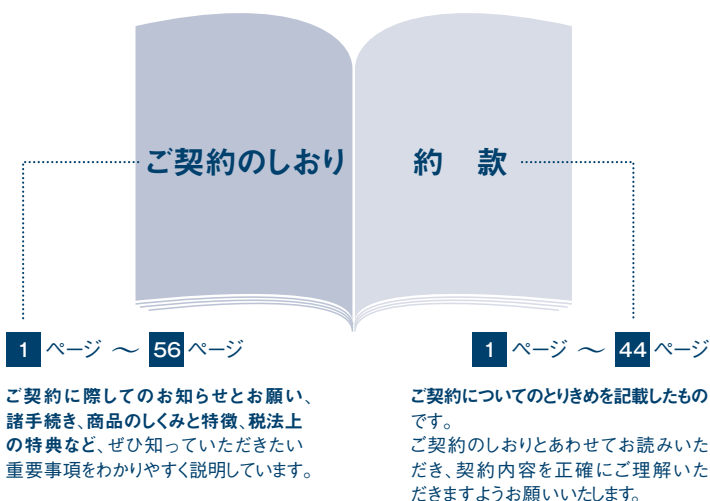 ご契約のしおり
約 款
1 ページ ～ 56 ページ
ご契約に際してのお知らせとお願い、
諸手続き、商品のしくみと特徴、税法上
の特典など、ぜひ知っていただきたい
重要事項をわかりやすく説明しています。
1 ページ ～ 44 ページ
ご契約についてのとりきめを記載したもの
です。
ご契約のしおりとあわせてお読みいた
だき、契約内容を正確にご理解いた
だきますようお願いいたします。